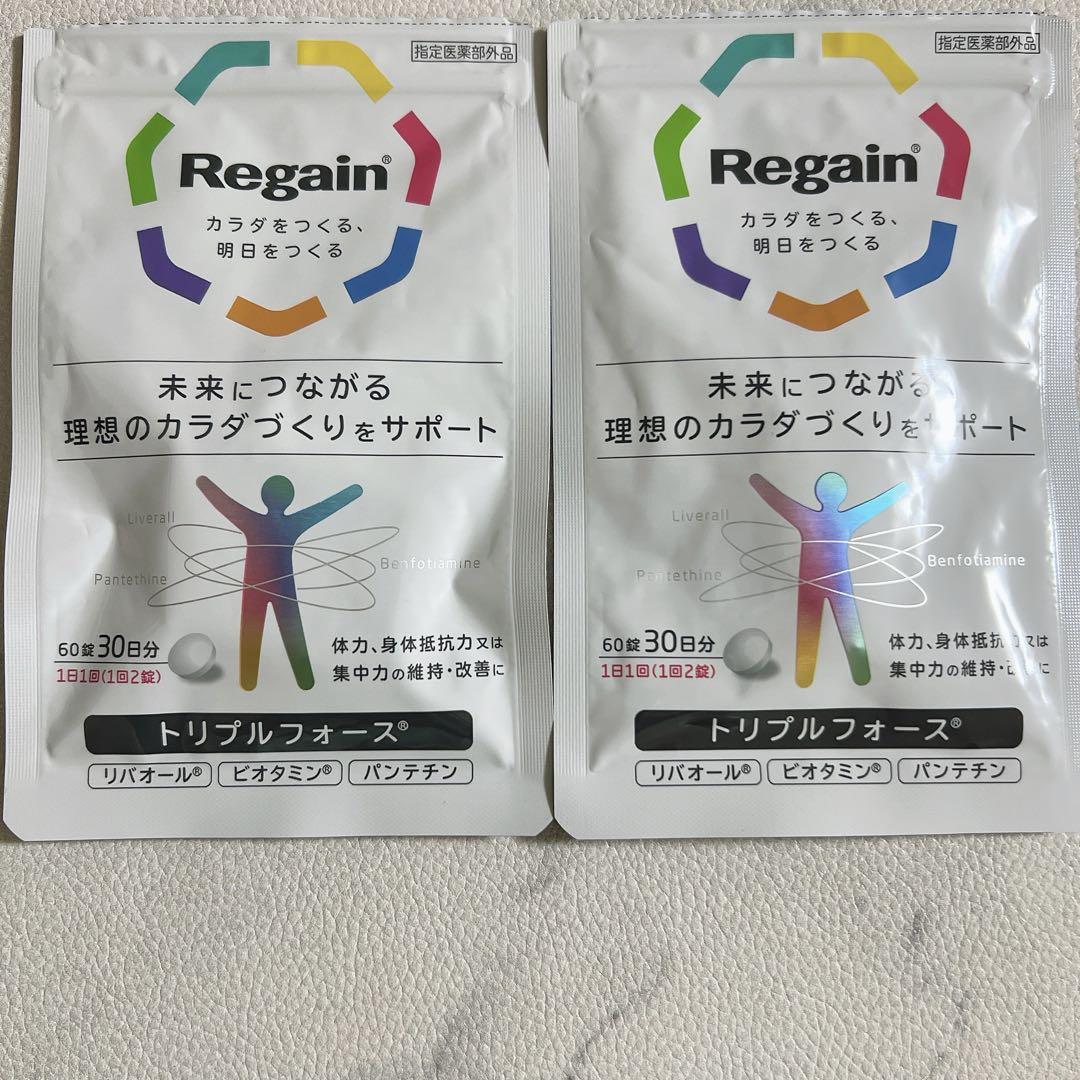 指定医薬部外品
Regain®
カラダをつくる、
明日をつくる
未来につながる
理想のカラダづくりをサポート
Liverall
Pantethine
Benfotiamine
60錠30日分
1日1回(1回2錠)
体力、身体抵抗力又は
集中力の維持・改善に
トリプルフォース®
リバオール®
ビオタミン®
パンテチン
指定医薬部外品
Regain®
カラダをつくる、
明日をつくる
未来につながる
理想のカラダづくりをサポート
Liverall
Pantethine
Benfotiamine
60錠30日分
1日1回(1回2錠)
体力、身体抵抗力又は
集中力の維持・改善に
トリプルフォース®
リバオール®
ビオタミン®
パンテチン